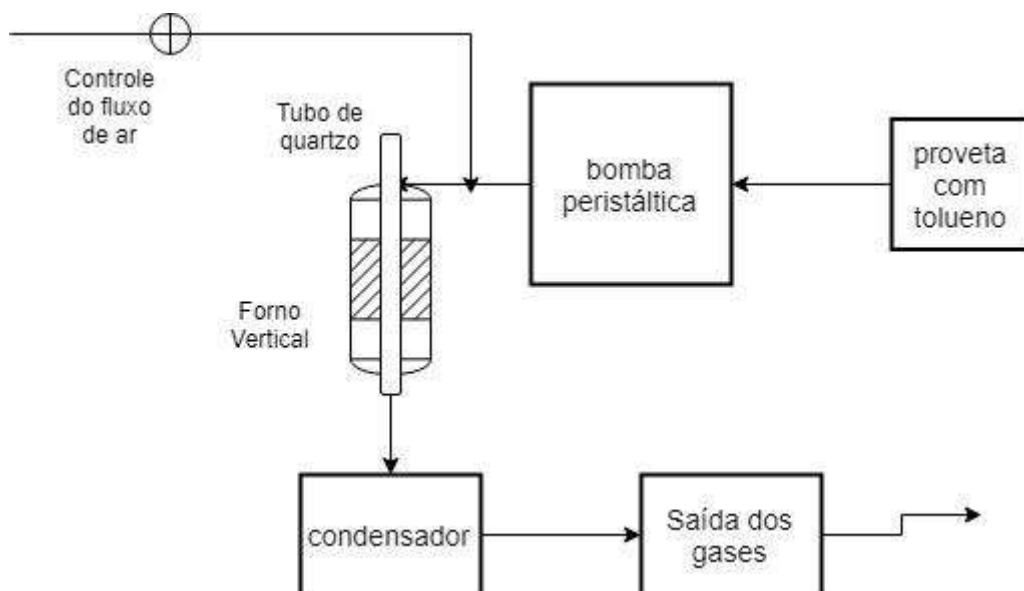 Controle
do fluxo
de ar
Tubo de
quartzo
bomba
peristáltica
proveta
com
tolueno
Forno
Vertical
condensador
Saída dos
gases